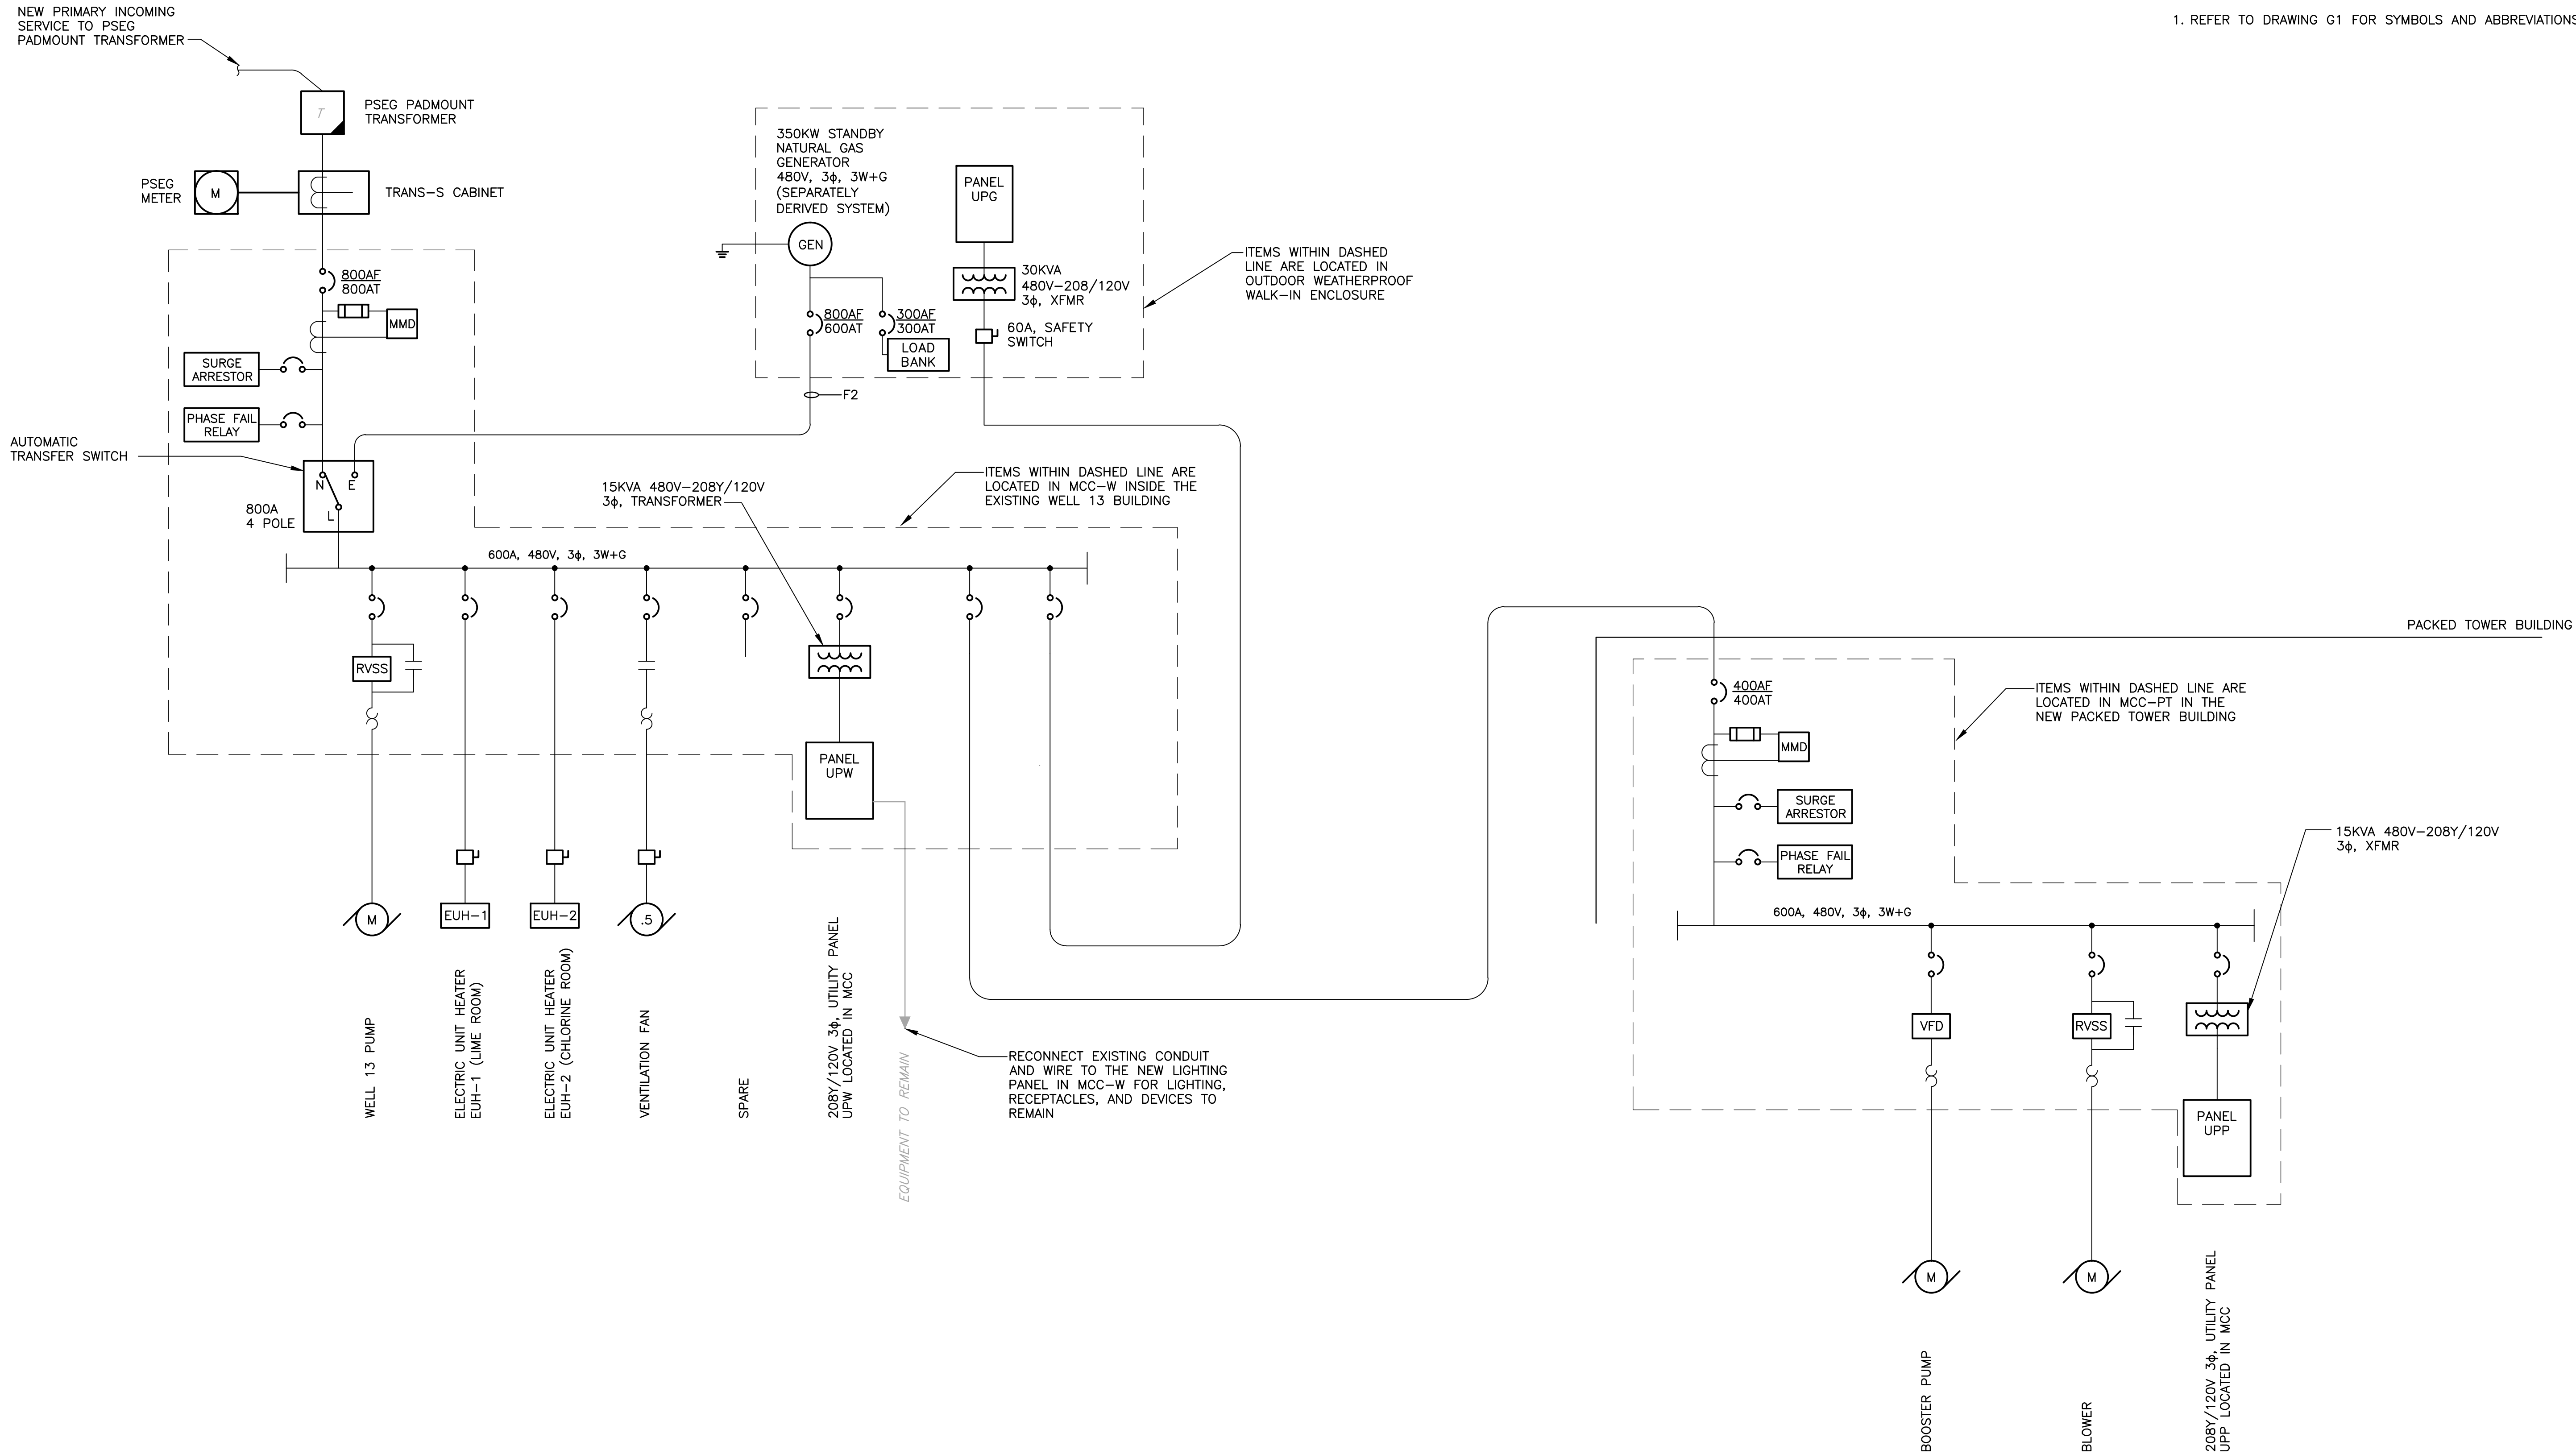 NEW PRIMARY INCOMING
SERVICE TO PSEG
PADMOUNT TRANSFORMER
1. REFER TO DRAWING G1 FOR SYMBOLS AND ABBREVIATIONS
T
PSEG PADMOUNT
TRANSFORMER
PSEG
METER
M
TRANS-S CABINET
800AF
800AT
MMD
SURGE
ARRESTOR
PHASE FAIL
RELAY
AUTOMATIC
TRANSFER SWITCH
N
E
L
800A
4 POLE
350KW STANDBY
NATURAL GAS
GENERATOR
480V, 3ϕ, 3W+G
(SEPARATELY
DERIVED SYSTEM)
GEN
800AF
600AT
300AF
300AT
LOAD
BANK
F2
PANEL
UPG
30KVA
480V-208/120V
3ϕ, XFMR
60A, SAFETY
SWITCH
ITEMS WITHIN DASHED
LINE ARE LOCATED IN
OUTDOOR WEATHERPROOF
WALK-IN ENCLOSURE
15KVA 480V-208Y/120V
3ϕ, TRANSFORMER
ITEMS WITHIN DASHED LINE ARE
LOCATED IN MCC-W INSIDE THE
EXISTING WELL 13 BUILDING
600A, 480V, 3ϕ, 3W+G
RVSS
PANEL
UPW
M
EUH-1
EUH-2
.5
WELL 13 PUMP
ELECTRIC UNIT HEATER
EUH-1 (LIME ROOM)
ELECTRIC UNIT HEATER
EUH-2 (CHLORINE ROOM)
VENTILATION FAN
SPARE
208Y/120V 3ϕ, UTILITY PANEL
UPW LOCATED IN MCC
EQUIPMENT TO REMAIN
RECONNECT EXISTING CONDUIT
AND WIRE TO THE NEW LIGHTING
PANEL IN MCC-W FOR LIGHTING,
RECEPTACLES, AND DEVICES TO
REMAIN
PACKED TOWER BUILDING
400AF
400AT
MMD
SURGE
ARRESTOR
PHASE FAIL
RELAY
ITEMS WITHIN DASHED LINE ARE
LOCATED IN MCC-PT IN THE
NEW PACKED TOWER BUILDING
15KVA 480V-208Y/120V
3ϕ, XFMR
600A, 480V, 3ϕ, 3W+G
VFD
RVSS
PANEL
UPP
M
M
BOOSTER PUMP
BLOWER
208Y/120V 3ϕ, UTILITY PANEL
UPP LOCATED IN MCC